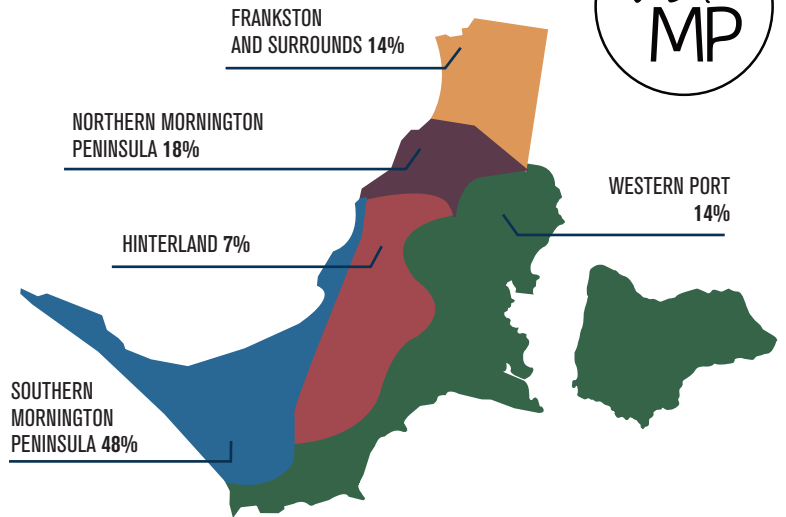 FRANKSTON
AND SURROUNDS 14%
MP
NORTHERN MORNINGTON
PENINSULA 18%
WESTERN PORT
14%
HINTERLAND 7%
SOUTHERN
MORNINGTON
PENINSULA 48%